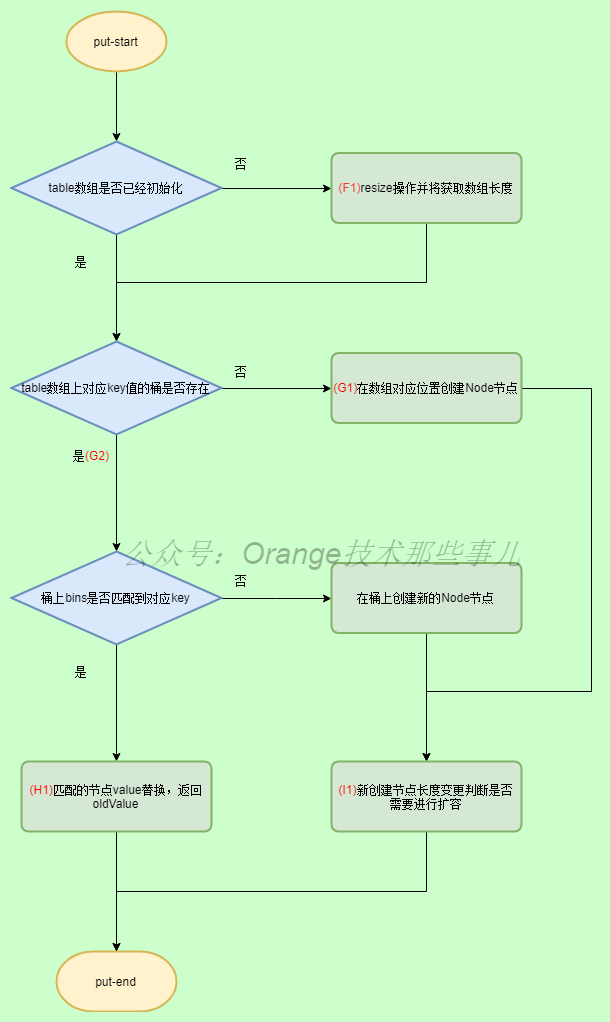 put-start
table数组是否已经初始化
否
(F1)resize操作并将获取数组长度
是
table数组上对应key值的桶是否存在
否
(G1)在数组对应位置创建Node节点
是(G2)
公众号：Orange技术那些事儿
桶上bins是否匹配到对应key
否
在桶上创建新的Node节点
是
(H1)匹配的节点value替换，返回
oldValue
(I1)新创建节点长度变更判断是否
需要进行扩容
put-end